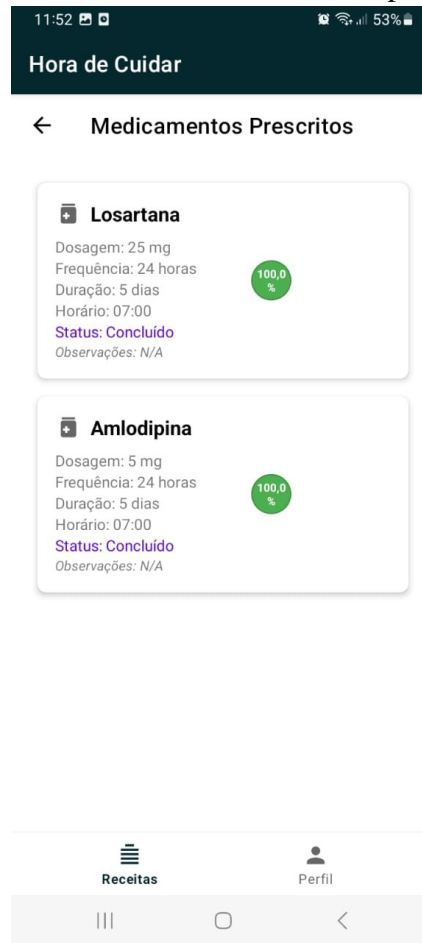 11:52 53%
Hora de Cuidar
Medicamentos Prescritos
Losartana
Dosagem: 25 mg
Frequência: 24 horas
Duração: 5 dias
Horário: 07:00
Status: Concluído
Observações: N/A
100,0
%
Amlodipina
Dosagem: 5 mg
Frequência: 24 horas
Duração: 5 dias
Horário: 07:00
Status: Concluído
Observações: N/A
100,0
%
Receitas Perfil